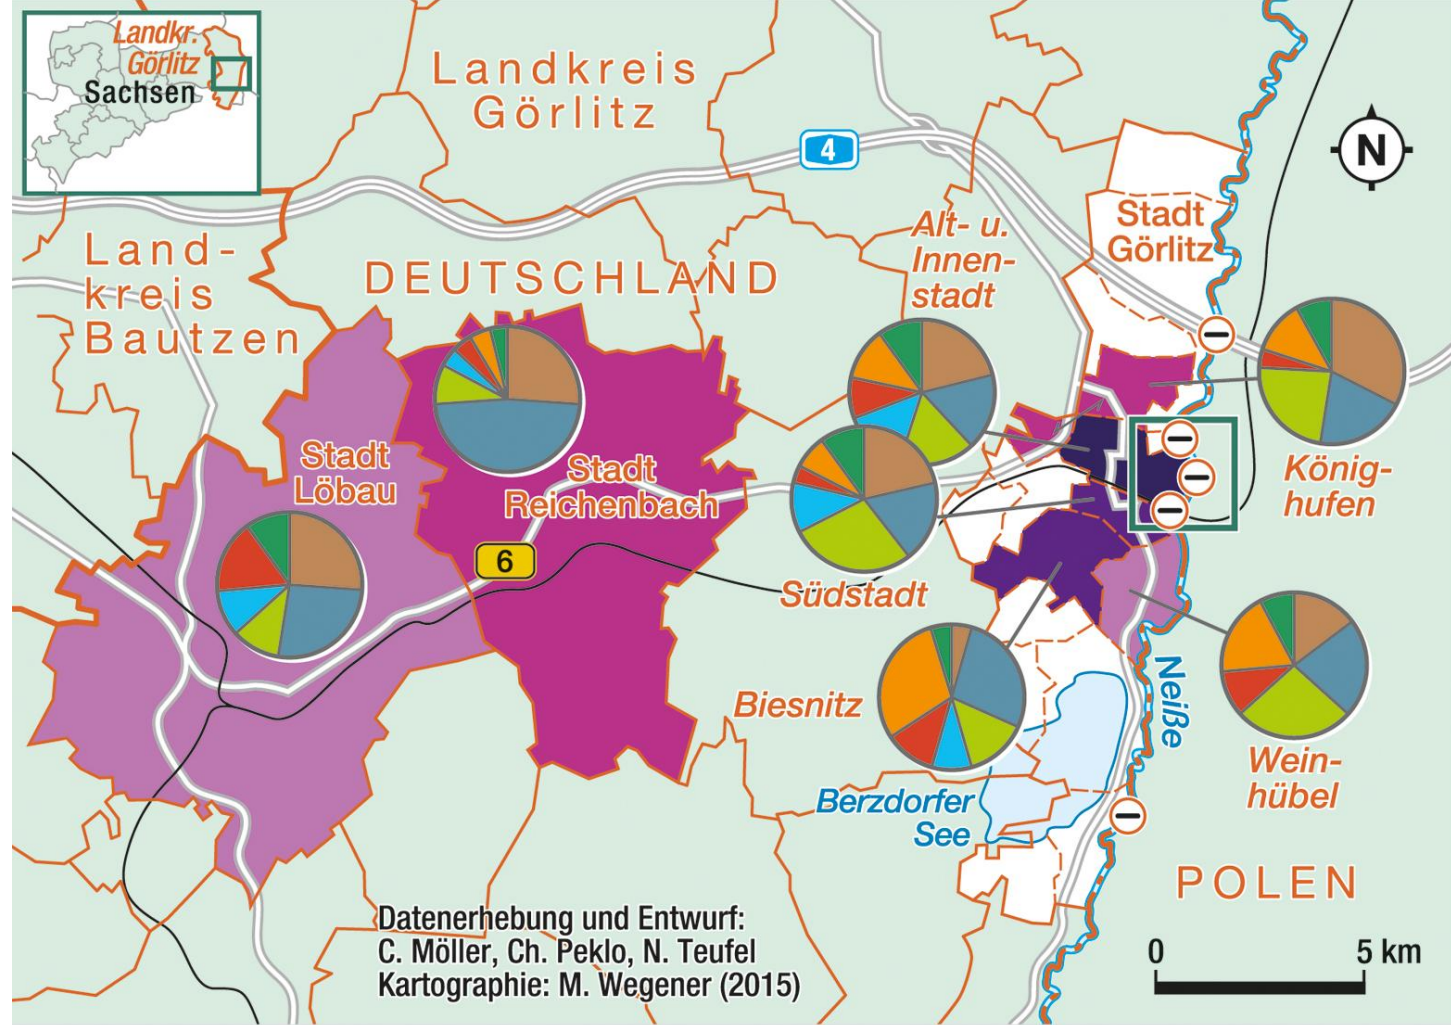 Landkr.
Görlitz
Sachsen
Landkreis
Görlitz
4
N
Stadt
Görlitz
Alt- u.
Innen-
stadt
Land-
kreis
Bautzen
DEUTSCHLAND
Stadt
Löbau
Stadt
Reichenbach
6
König-
hufen
Südstadt
Biesnitz
Neiße
Wein-
hübel
Berzdorfer
See
POLEN
Datenerhebung und Entwurf:
C. Möller, Ch. Peklo, N. Teufel
Kartographie: M. Wegener (2015)
0 5 km